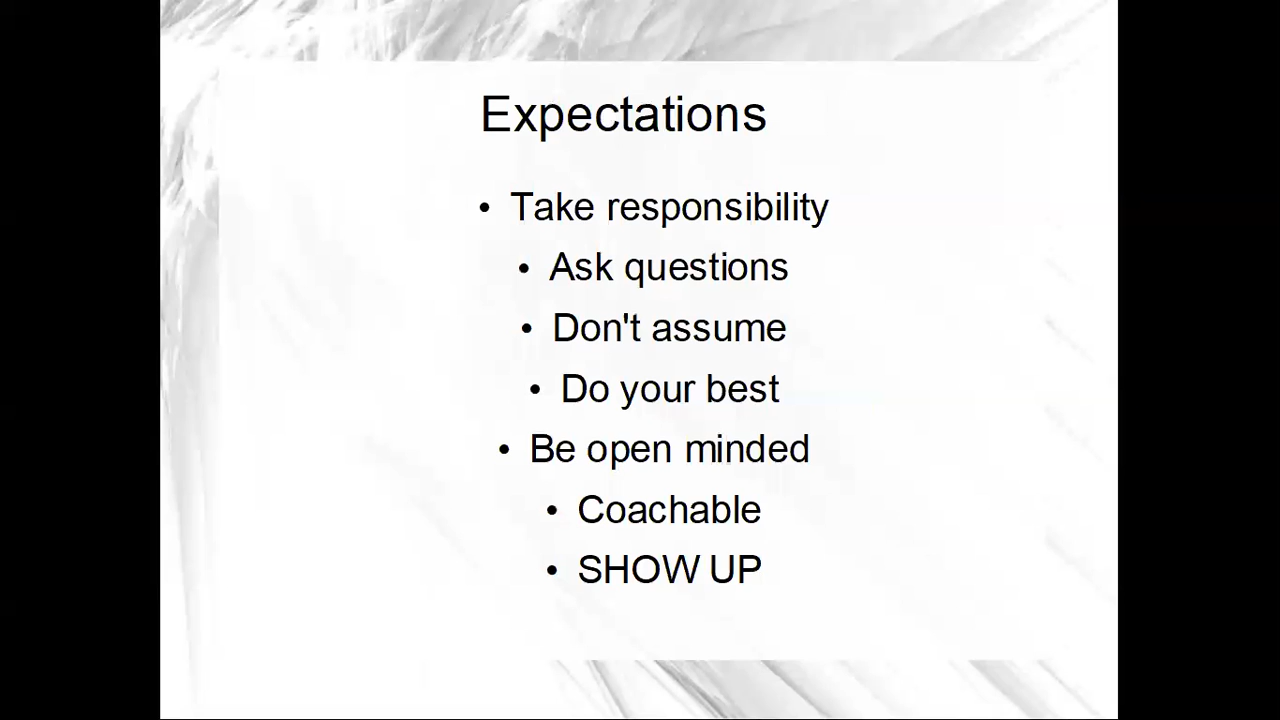 Expectations
• Take responsibility
• Ask questions
• Don't assume
• Do your best
• Be open minded
• Coachable
• SHOW UP